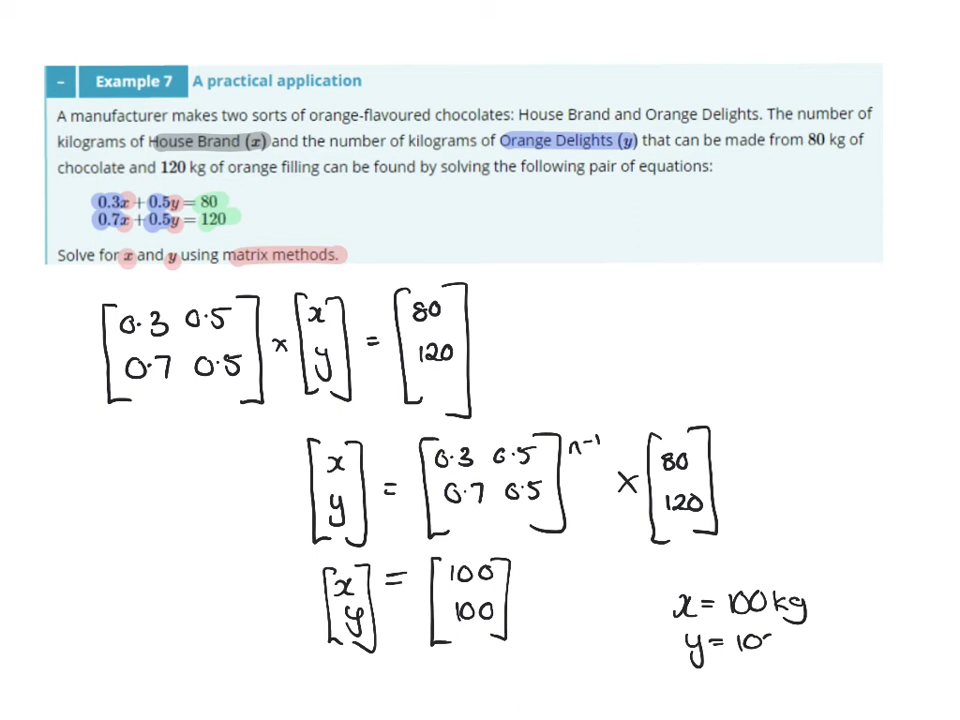 – Example 7 A practical application
A manufacturer makes two sorts of orange-flavoured chocolates: House Brand and Orange Delights. The number of
kilograms of House Brand (x) and the number of kilograms of Orange Delights (y) that can be made from 80 kg of
chocolate and 120 kg of orange filling can be found by solving the following pair of equations:
0.3x + 0.5y = 80
0.7x + 0.5y = 120
Solve for x and y using matrix methods.
[0.3 0.5] × [x] = [80]
[0.7 0.5] [y] [120]
[x] = [0.3 0.5]^n-1 × [80]
[y] [0.7 0.5] [120]
[x] = [100]
[y] [100]
x = 100 kg
y = 10